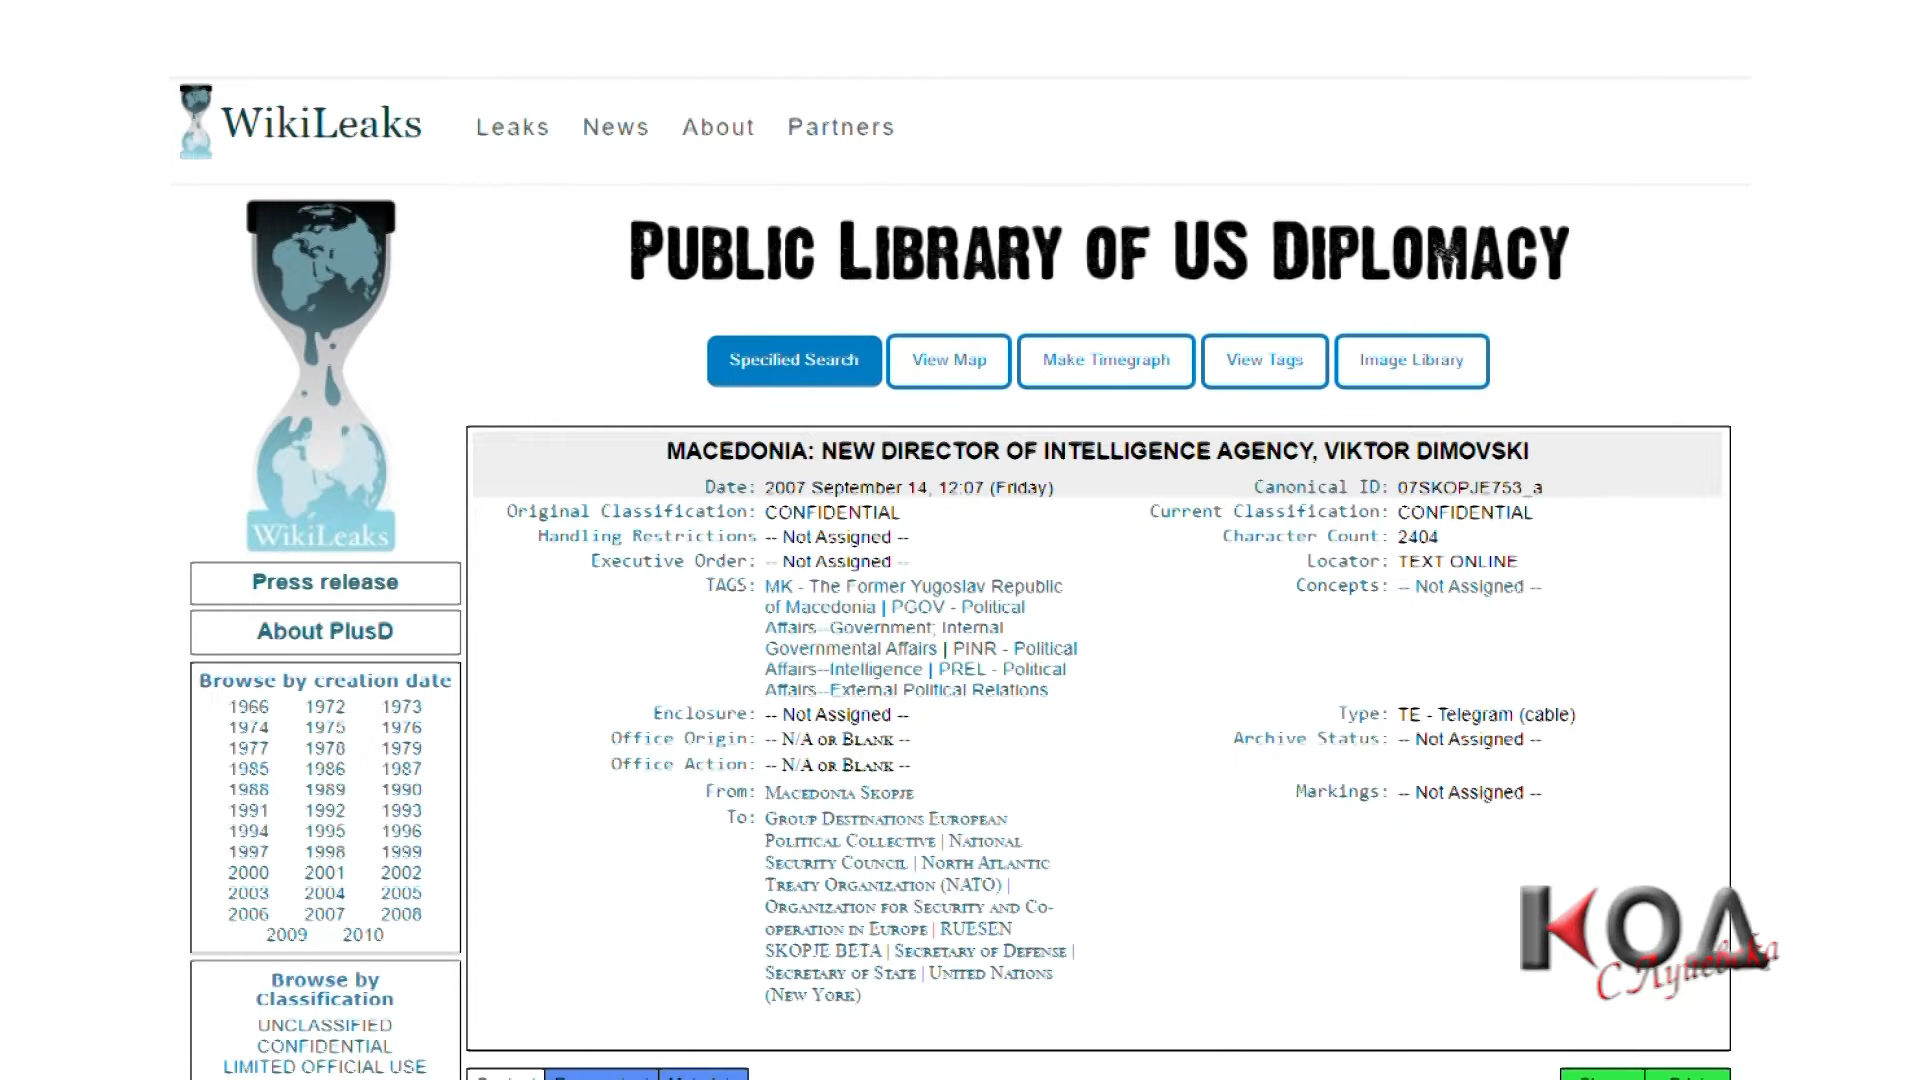 WikiLeaks
Leaks News About Partners
WikiLeaks
PUBLIC LIBRARY OF US DIPLOMACY
Specified Search View Map Make Timegraph View Tags Image Library
MACEDONIA: NEW DIRECTOR OF INTELLIGENCE AGENCY, VIKTOR DIMOVSKI
Date: 2007 September 14, 12:07 (Friday) Canonical ID: 07SKOPJE753_a
Original Classification: CONFIDENTIAL Current Classification: CONFIDENTIAL
Handling Restrictions -- Not Assigned -- Character Count: 2404
Executive Order: -- Not Assigned -- Locator: TEXT ONLINE
TAGS: MK - The Former Yugoslav Republic Concepts: -- Not Assigned --
of Macedonia | PGOV - Political
Affairs--Government; Internal
Governmental Affairs | PINR - Political
Affairs--Intelligence | PREL - Political
Affairs--External Political Relations
Enclosure: -- Not Assigned -- Type: TE - Telegram (cable)
Office Origin: -- N/A OR BLANK -- Archive Status: -- Not Assigned --
Office Action: -- N/A OR BLANK --
From: MACEDONIA SKOPJE Markings: -- Not Assigned --
To: GROUP DESTINATIONS EUROPEAN
POLITICAL COLLECTIVE | NATIONAL
SECURITY COUNCIL | NORTH ATLANTIC
TREATY ORGANIZATION (NATO) |
ORGANIZATION FOR SECURITY AND CO-
OPERATION IN EUROPE | RUESEN
SKOPJE BETA | SECRETARY OF DEFENSE |
SECRETARY OF STATE | UNITED NATIONS
(NEW YORK)
Press release
About PlusD
Browse by creation date
1966 1972 1973
1974 1975 1976
1977 1978 1979
1985 1986 1987
1988 1989 1990
1991 1992 1993
1994 1995 1996
1997 1998 1999
2000 2001 2002
2003 2004 2005
2006 2007 2008
2009 2010
Browse by
Classification
UNCLASSIFIED
CONFIDENTIAL
LIMITED OFFICIAL USE
КОД
С.Лупевска